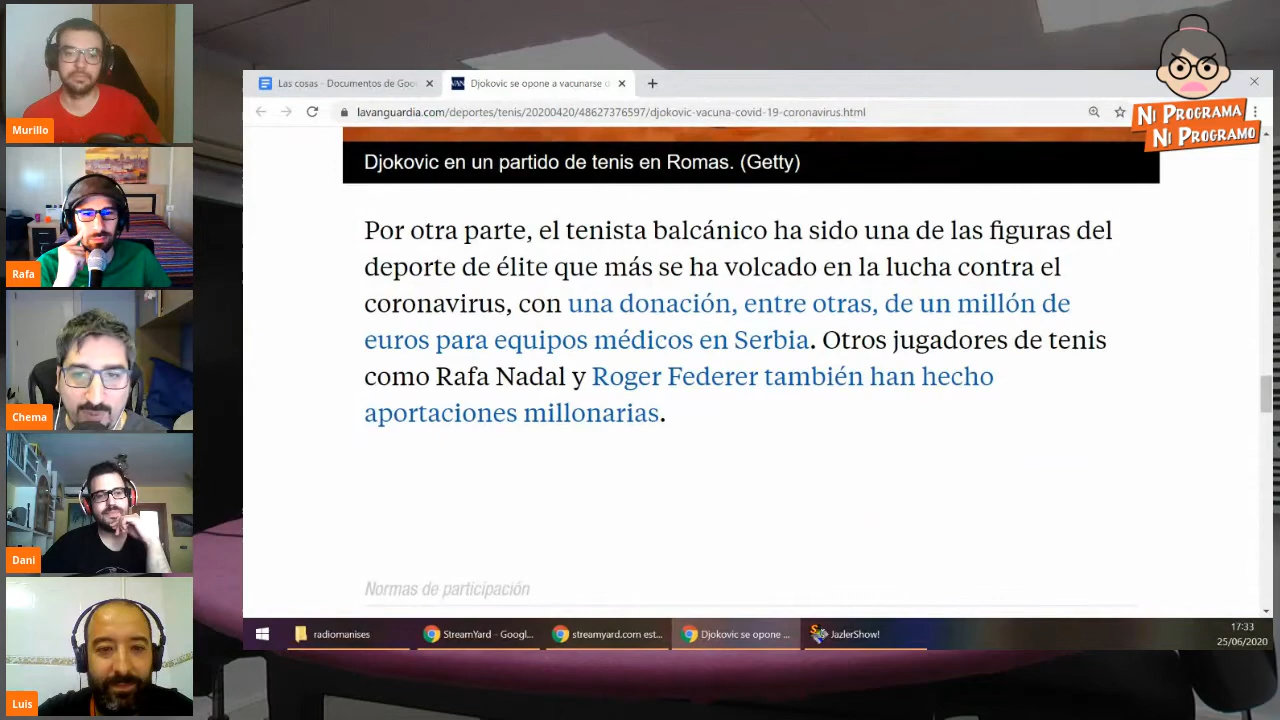 Murillo
Rafa
Chema
Dani
Luis
Las cosas - Documentos de Goo
Djokovic se opone a vacunarse
lavanguardia.com/deportes/tenis/20200420/48627376597/djokovic-vacuna-covid-19-coronavirus.html
NI PROGRAMA
NI PROGRAMO
Djokovic en un partido de tenis en Romas. (Getty)
Por otra parte, el tenista balcánico ha sido una de las figuras del
deporte de élite que más se ha volcado en la lucha contra el
coronavirus, con una donación, entre otras, de un millón de
euros para equipos médicos en Serbia. Otros jugadores de tenis
como Rafa Nadal y Roger Federer también han hecho
aportaciones millonarias.
Normas de participación
radiomanises
StreamYard - Googl...
streamyard.com est...
Djokovic se opone ...
JazlerShow!
17:33
25/06/2020